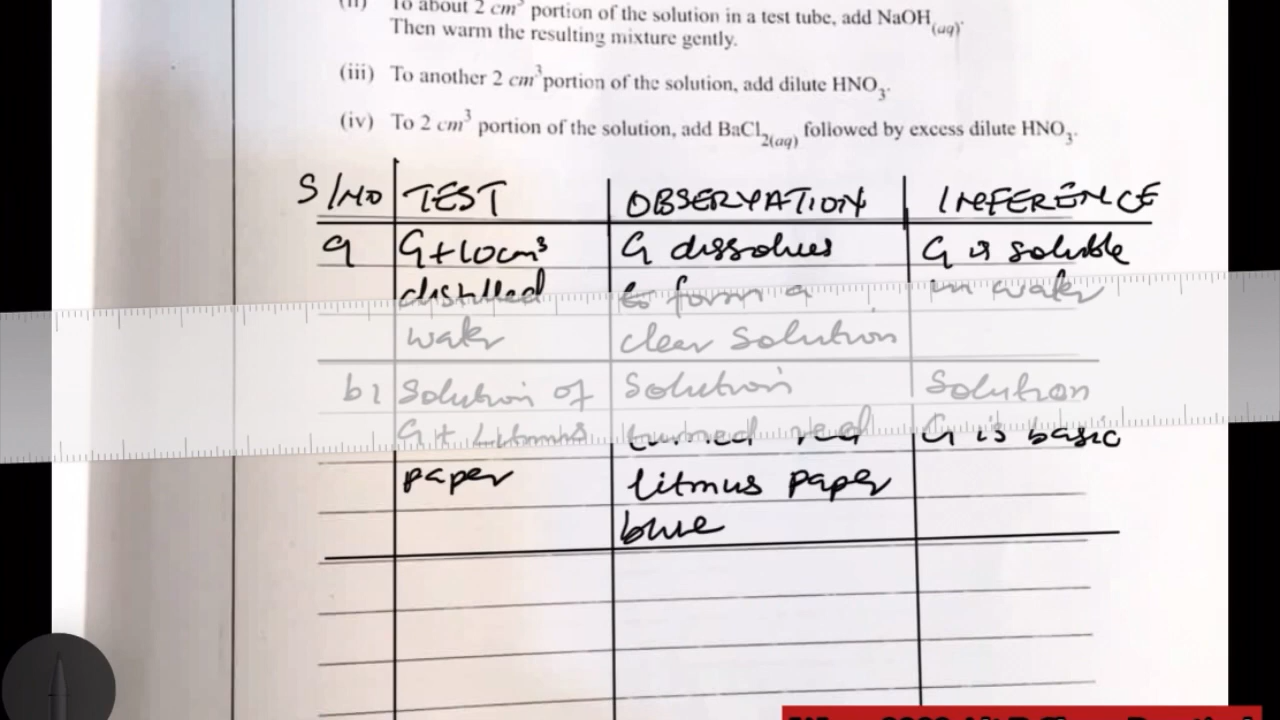 To about 2 cm³ portion of the solution in a test tube, add NaOH(aq).
Then warm the resulting mixture gently.
(iii) To another 2 cm³ portion of the solution, add dilute HNO₃.
(iv) To 2 cm³ portion of the solution, add BaCl₂(aq) followed by excess dilute HNO₃.
S/NO TEST OBSERVATION INFERENCE
a G+10cm³ G dissolves G is soluble
distilled to form a in water
water clear solution
bi Solution of Solution Solution
G + Litmus turned red G is basic
paper litmus paper
blue